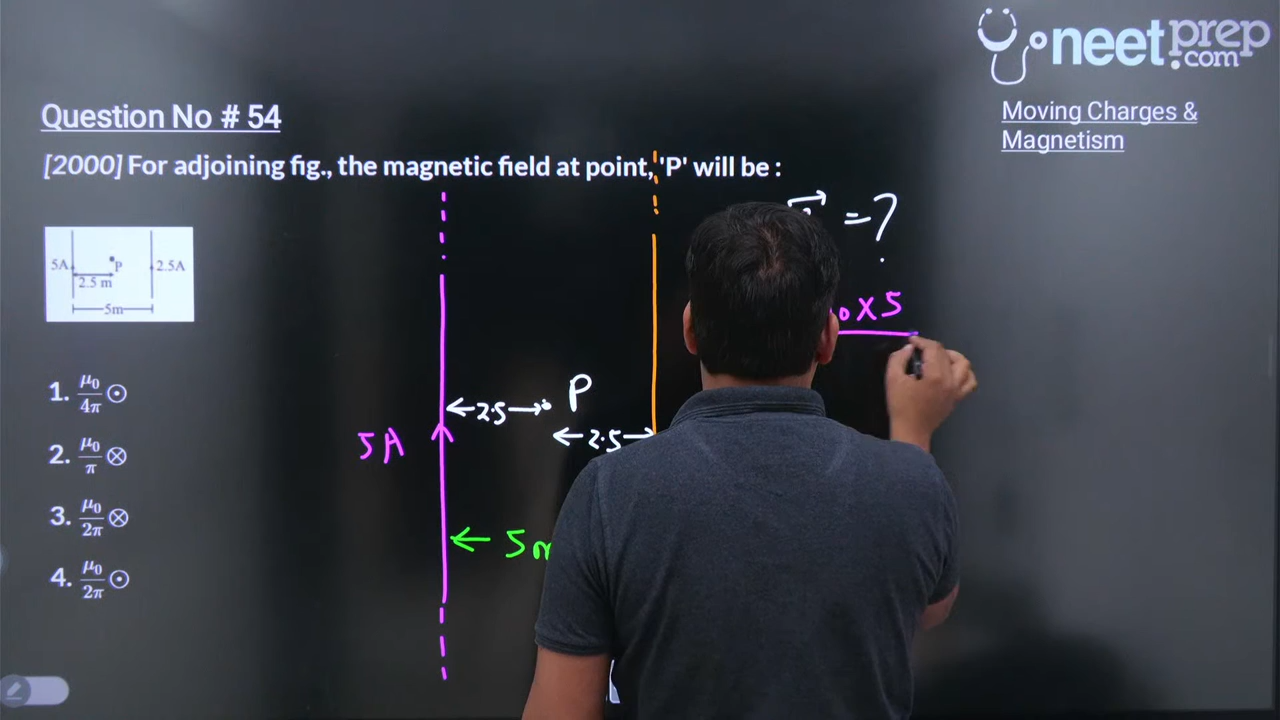 neetprep
.com
Question No # 54
Moving Charges &
Magnetism
[2000] For adjoining fig., the magnetic field at point, 'P' will be :
= ?
5A
P
2.5A
2.5 m
5m
x 5
1. μ0/4π ⊙
2. μ0/π ⊗
3. μ0/2π ⊗
4. μ0/2π ⊙
P
←2.5→
←2.5→
5A
← 5m